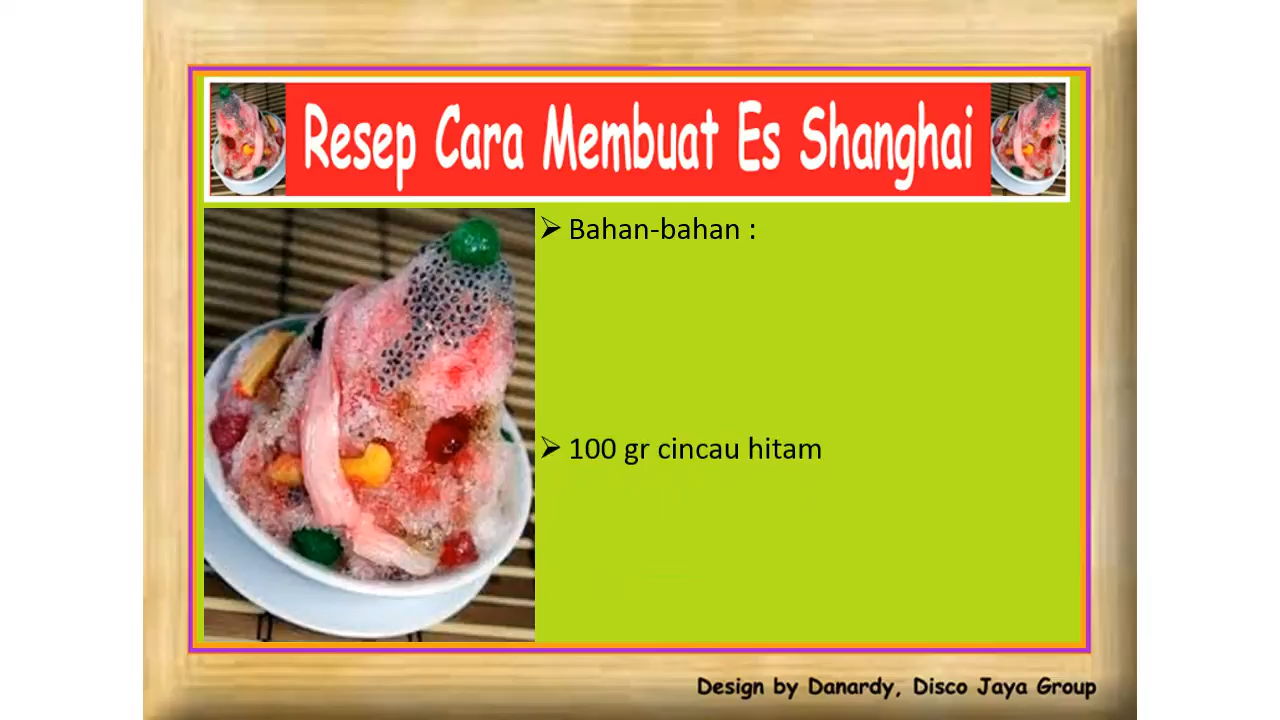 Resep Cara Membuat Es Shanghai
Bahan-bahan :
100 gr cincau hitam
Design by Danardy, Disco Jaya Group